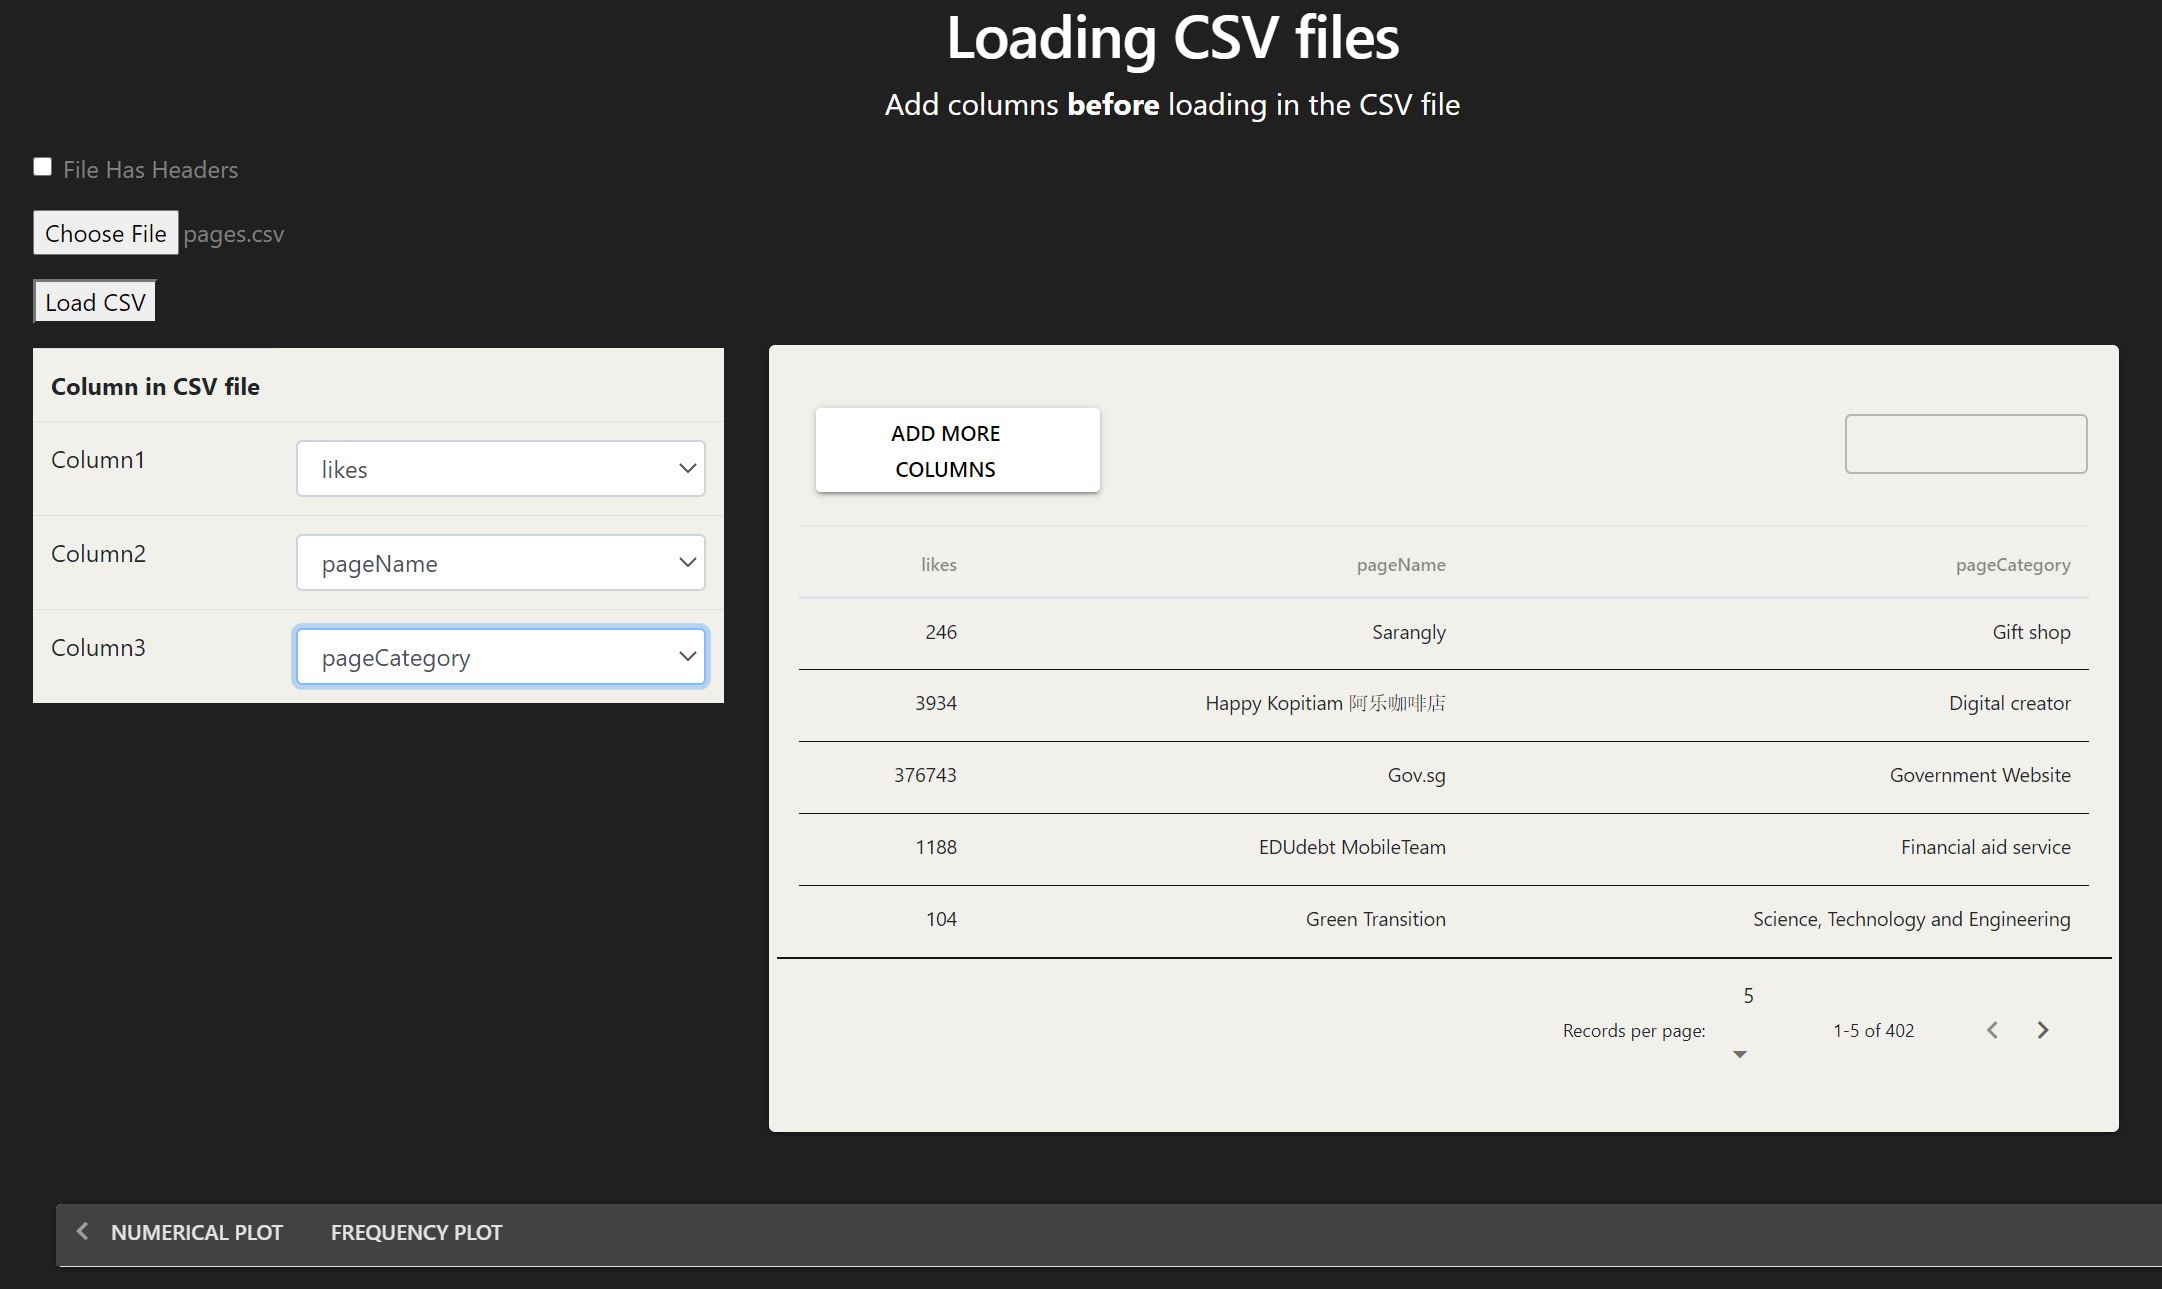 Loading CSV files
Add columns before loading in the CSV file
File Has Headers
Choose File pages.csv
Load CSV
Column in CSV file
Column1 likes
Column2 pageName
Column3 pageCategory
ADD MORE
COLUMNS
likes pageName pageCategory
246 Sarangly Gift shop
3934 Happy Kopitiam 阿乐咖啡店 Digital creator
376743 Gov.sg Government Website
1188 EDUdebt MobileTeam Financial aid service
104 Green Transition Science, Technology and Engineering
5
Records per page: 1-5 of 402
NUMERICAL PLOT FREQUENCY PLOT